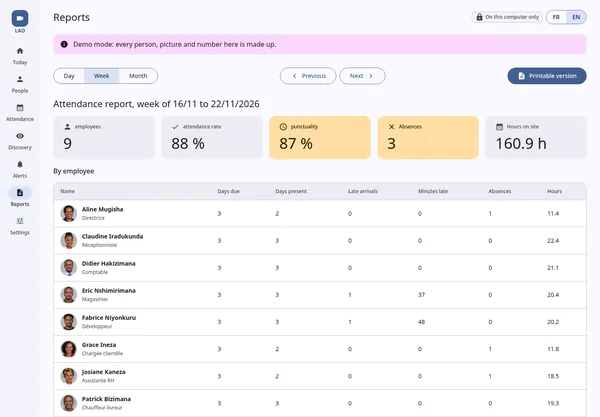 LAO
Today
People
Attendance
Discovery
Alerts
Reports
Settings
Reports
On this computer only
FR
EN
Demo mode: every person, picture and number here is made up.
Day Week Month
Previous
Next
Printable version
Attendance report, week of 16/11 to 22/11/2026
employees
9
attendance rate
88 %
punctuality
87 %
Absences
3
Hours on site
160.9 h
By employee
Name Days due Days present Late arrivals Minutes late Absences Hours
Aline Mugisha
Directrice
3 2 0 0 1 11.4
Claudine Iradukunda
Réceptionniste
3 3 0 0 0 22.4
Didier Hakizimana
Comptable
3 3 0 0 0 21.1
Eric Nshimirimana
Magasinier
3 3 1 37 0 20.4
Fabrice Niyonkuru
Développeur
3 3 1 48 0 20.2
Grace Ineza
Chargée clientèle
3 2 0 0 1 11.8
Josiane Kaneza
Assistante RH
3 2 0 0 1 18.5
Patrick Bizimana
Chauffeur-livreur
3 3 0 0 0 19.3